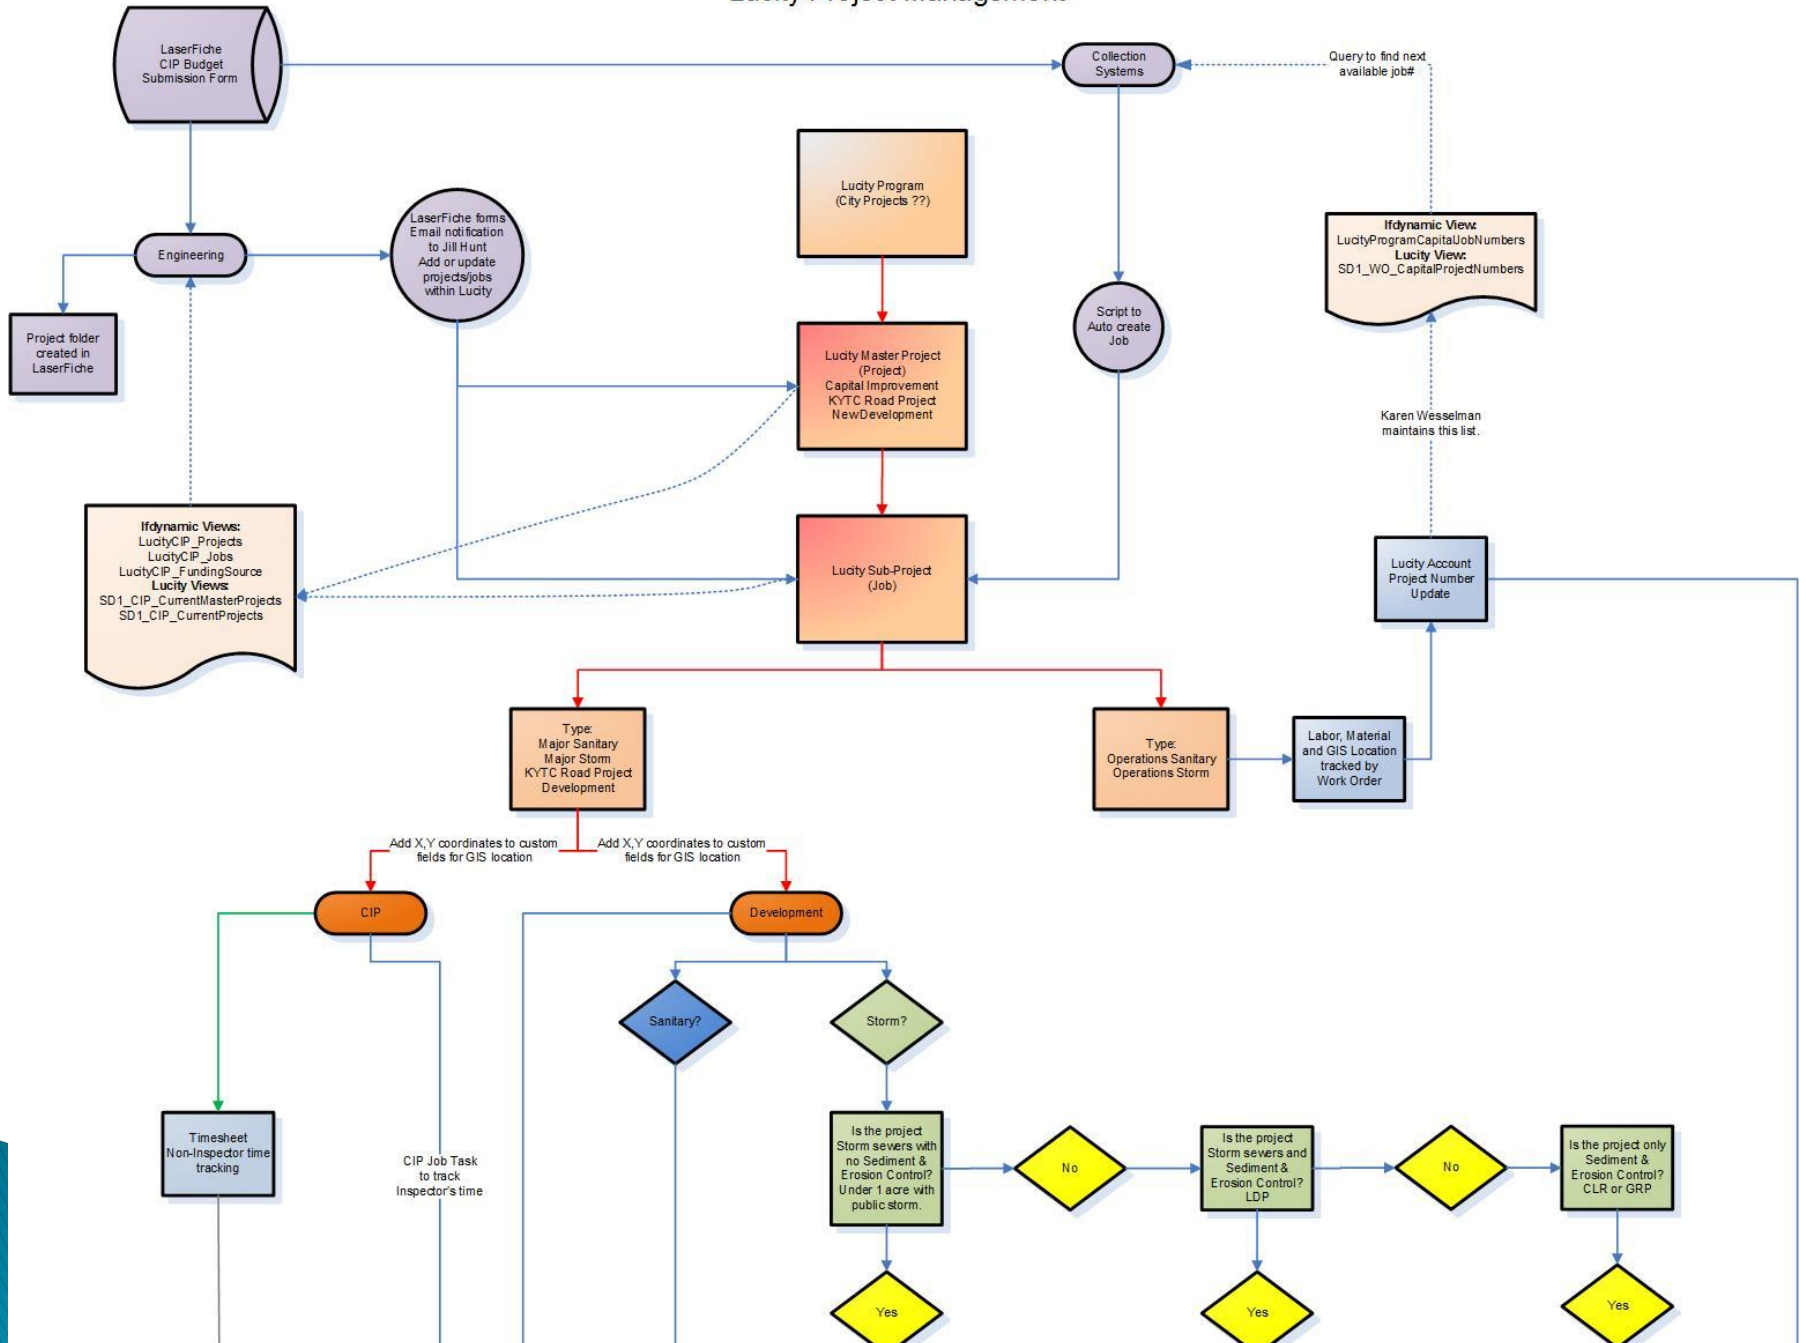 Lucity Project Management
LaserFiche
CIP Budget
Submission Form
Collection
Systems
Query to find next
available job#
Lucity Program
(City Projects ??)
LaserFiche forms
Email notification
to Jill Hunt
Add or update
projects/jobs
within Lucity
Engineering
Ifdynamic View:
LucityProgramCapitalJobNumbers
Lucity View:
SD1_WO_CapitalProjectNumbers
Project folder
created in
LaserFiche
Script to
Auto create
Job
Lucity Master Project
(Project)
Capital Improvement
KYTC Road Project
NewDevelopment
Karen Wesselman
maintains this list.
Ifdynamic Views:
LucityCIP_Projects
LucityCIP_Jobs
LucityCIP_FundingSource
Lucity Views:
SD1_CIP_CurrentMasterProjects
SD1_CIP_CurrentProjects
Lucity Sub-Project
(Job)
Lucity Account
Project Number
Update
Type:
Major Sanitary
Major Storm
KYTC Road Project
Development
Type:
Operations Sanitary
Operations Storm
Labor, Material
and GIS Location
tracked by
Work Order
Add X,Y coordinates to custom
fields for GIS location
Add X,Y coordinates to custom
fields for GIS location
CIP
Development
Sanitary?
Storm?
Timesheet
Non-Inspector time
tracking
CIP Job Task
to track
Inspector's time
Is the project
Storm sewers with
no Sediment &
Erosion Control?
Under 1 acre with
public storm.
No
Is the project
Storm sewers and
Sediment &
Erosion Control?
LDP
No
Is the project only
Sediment &
Erosion Control?
CLR or GRP
Yes
Yes
Yes